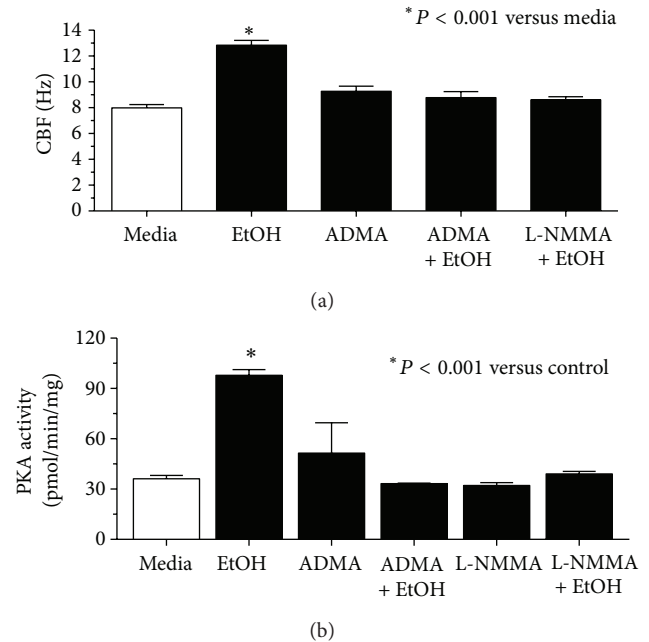 * P < 0.001 versus media
CBF (Hz)
14
12
10
8
6
4
2
0
Media
EtOH
ADMA
ADMA
+ EtOH
L-NMMA
+ EtOH
*
(a)
* P < 0.001 versus control
PKA activity
(pmol/min/mg)
120
90
60
30
0
*
Media
EtOH
ADMA
ADMA
+ EtOH
L-NMMA
L-NMMA
+ EtOH
(b)